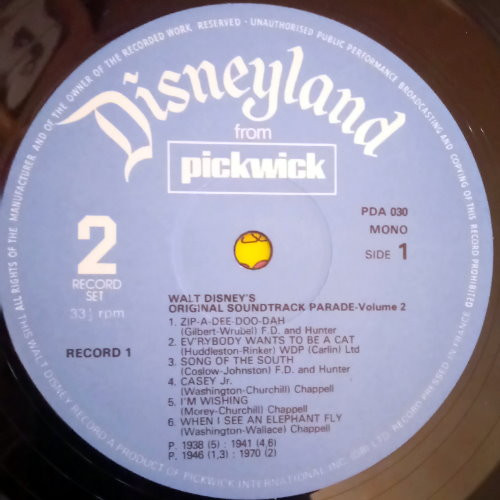 ALL RIGHTS OF THE MANUFACTURER AND OF THE OWNER OF THE RECORDED WORK RESERVED - UNAUTHORISED PUBLIC PERFORMANCE BROADCASTING AND COPYING OF THIS RECORD PROHIBITED
Disneyland
from
pickwick
2
RECORD
SET
33⅓ rpm
RECORD 1
PDA 030
MONO
SIDE 1
WALT DISNEY'S
ORIGINAL SOUNDTRACK PARADE-Volume 2
1. ZIP-A-DEE-DOO-DAH
(Gilbert-Wrubel) F.D. and Hunter
2. EV'RYBODY WANTS TO BE A CAT
(Huddleston-Rinker) WDP (Carlin) Ltd
3. SONG OF THE SOUTH
(Coslow-Johnston) F.D. and Hunter
4. CASEY Jr.
(Washington-Churchill) Chappell
5. I'M WISHING
(Morey-Churchill) Chappell
6. WHEN I SEE AN ELEPHANT FLY
(Washington-Wallace) Chappell
P. 1938 (5) : 1941 (4,6)
P. 1946 (1,3) : 1970 (2)
THIS WALT DISNEY RECORD A PRODUCT OF PICKWICK INTERNATIONAL INC. (GB) LTD RECORD PRESSED IN FRANCE